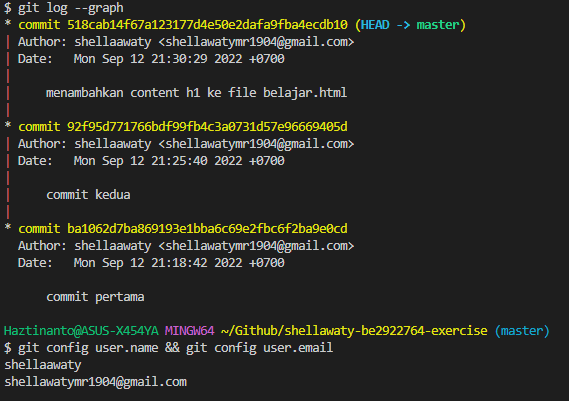 $ git log --graph
* commit 518cab14f67a123177d4e50e2dafa9fba4ecdb10 (HEAD -> master)
| Author: shellaawaty <shellawatymr1904@gmail.com>
| Date:   Mon Sep 12 21:30:29 2022 +0700
|
|     menambahkan content h1 ke file belajar.html
|
* commit 92f95d771766bdf99fb4c3a0731d57e96669405d
| Author: shellaawaty <shellawatymr1904@gmail.com>
| Date:   Mon Sep 12 21:25:40 2022 +0700
|
|     commit kedua
|
* commit ba1062d7ba869193e1bba6c69e2fbc6f2ba9e0cd
  Author: shellaawaty <shellawatymr1904@gmail.com>
  Date:   Mon Sep 12 21:18:42 2022 +0700
      commit pertama
Haztinanto@ASUS-X454YA MINGW64 ~/Github/shellawaty-be2922764-exercise (master)
$ git config user.name && git config user.email
shellaawaty
shellawatymr1904@gmail.com